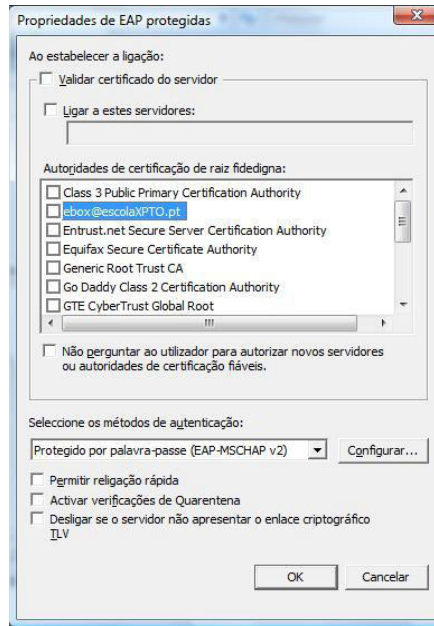 Propriedades de EAP protegidas
Ao estabelecer a ligação:
Validar certificado do servidor
Ligar a estes servidores:
Autoridades de certificação de raiz fidedigna:
Class 3 Public Primary Certification Authority
ebox@escolaXPTO.pt
Entrust.net Secure Server Certification Authority
Equifax Secure Certificate Authority
Generic Root Trust CA
Go Daddy Class 2 Certification Authority
GTE CyberTrust Global Root
Não perguntar ao utilizador para autorizar novos servidores
ou autoridades de certificação fiáveis.
Seleccione os métodos de autenticação:
Protegido por palavra-passe (EAP-MSCHAP v2)
Configurar...
Permitir religação rápida
Activar verificações de Quarentena
Desligar se o servidor não apresentar o enlace criptográfico
TLV
OK
Cancelar